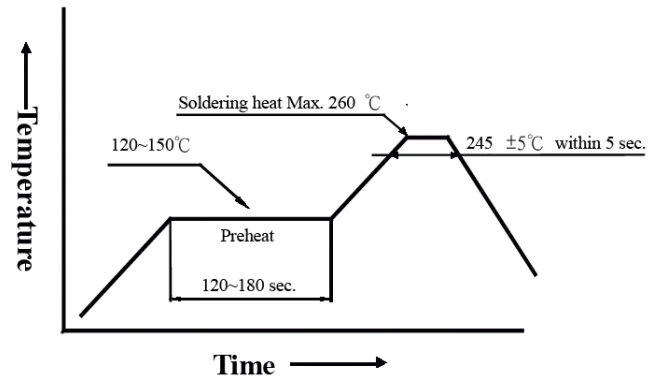 Temperature
Soldering heat Max. 260 ℃
120~150℃
245 ±5℃ within 5 sec.
Preheat
120~180 sec.
Time